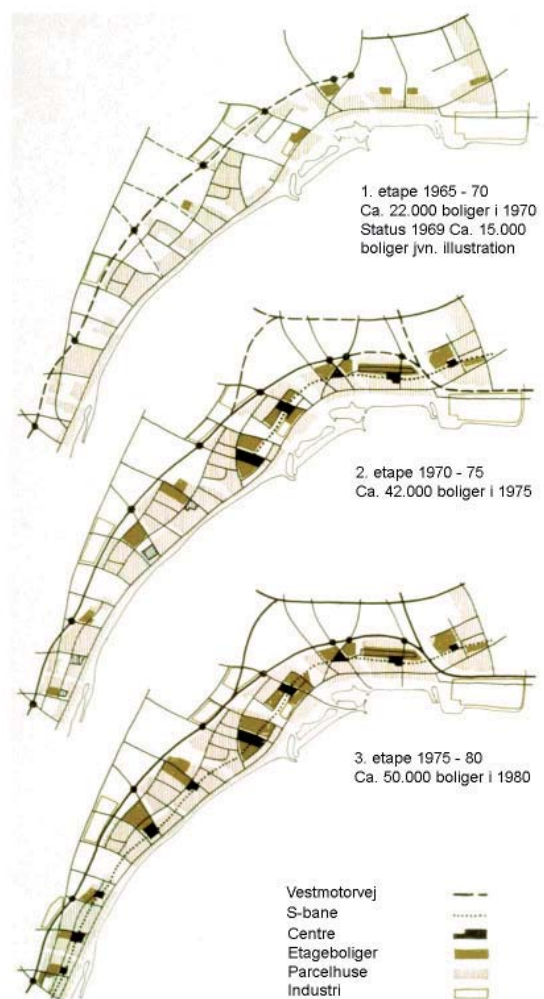 1. etape 1965 - 70
Ca. 22.000 boliger i 1970
Status 1969 Ca. 15.000
boliger jvn. illustration
2. etape 1970 - 75
Ca. 42.000 boliger i 1975
3. etape 1975 - 80
Ca. 50.000 boliger i 1980
Vestmotorvej
S-bane
Centre
Etageboliger
Parcelhuse
Industri